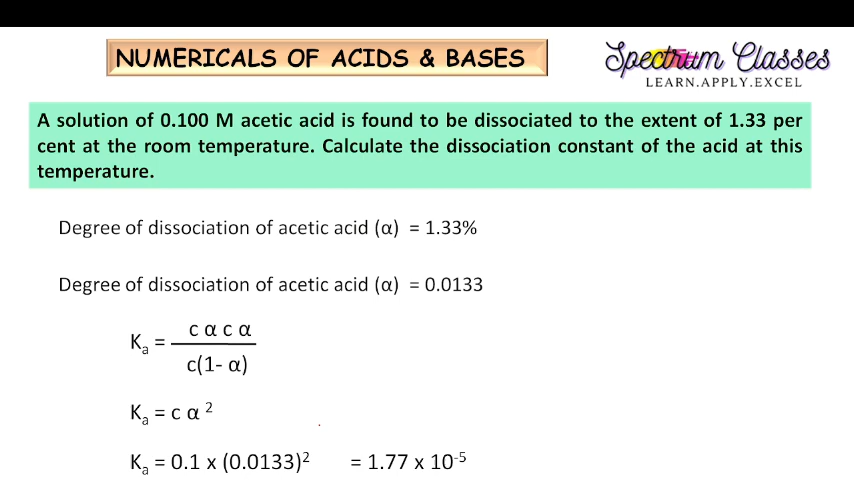 NUMERICALS OF ACIDS & BASES
Spectrum Classes
LEARN.APPLY.EXCEL
A solution of 0.100 M acetic acid is found to be dissociated to the extent of 1.33 per
cent at the room temperature. Calculate the dissociation constant of the acid at this
temperature.
Degree of dissociation of acetic acid (α) = 1.33%
Degree of dissociation of acetic acid (α) = 0.0133
Kₐ = c α c α / c(1- α)
Kₐ = c α ²
Kₐ = 0.1 x (0.0133)² = 1.77 x 10⁻⁵